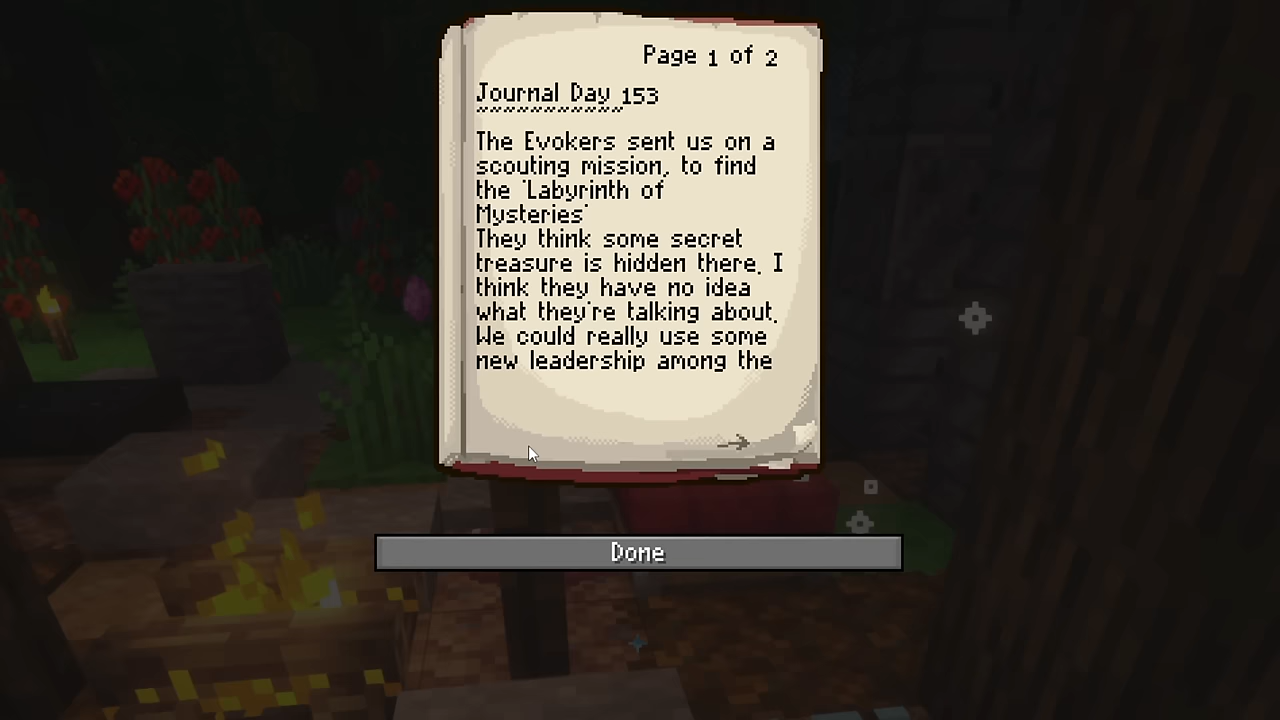 Page 1 of 2
Journal Day 153
The Evokers sent us on a
scouting mission, to find
the 'Labyrinth of
Mysteries'
They think some secret
treasure is hidden there. I
think they have no idea
what they're talking about.
We could really use some
new leadership among the
Done